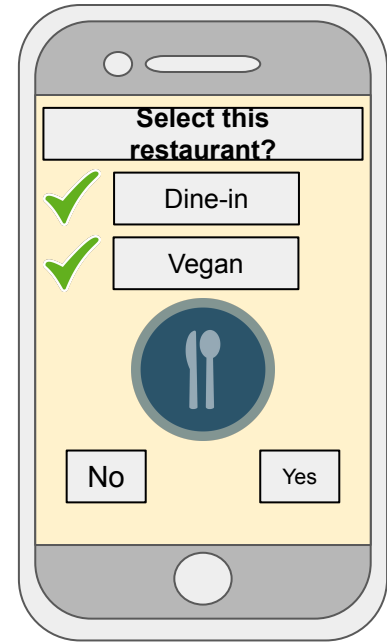 Select this
restaurant?
Dine-in
Vegan
No
Yes